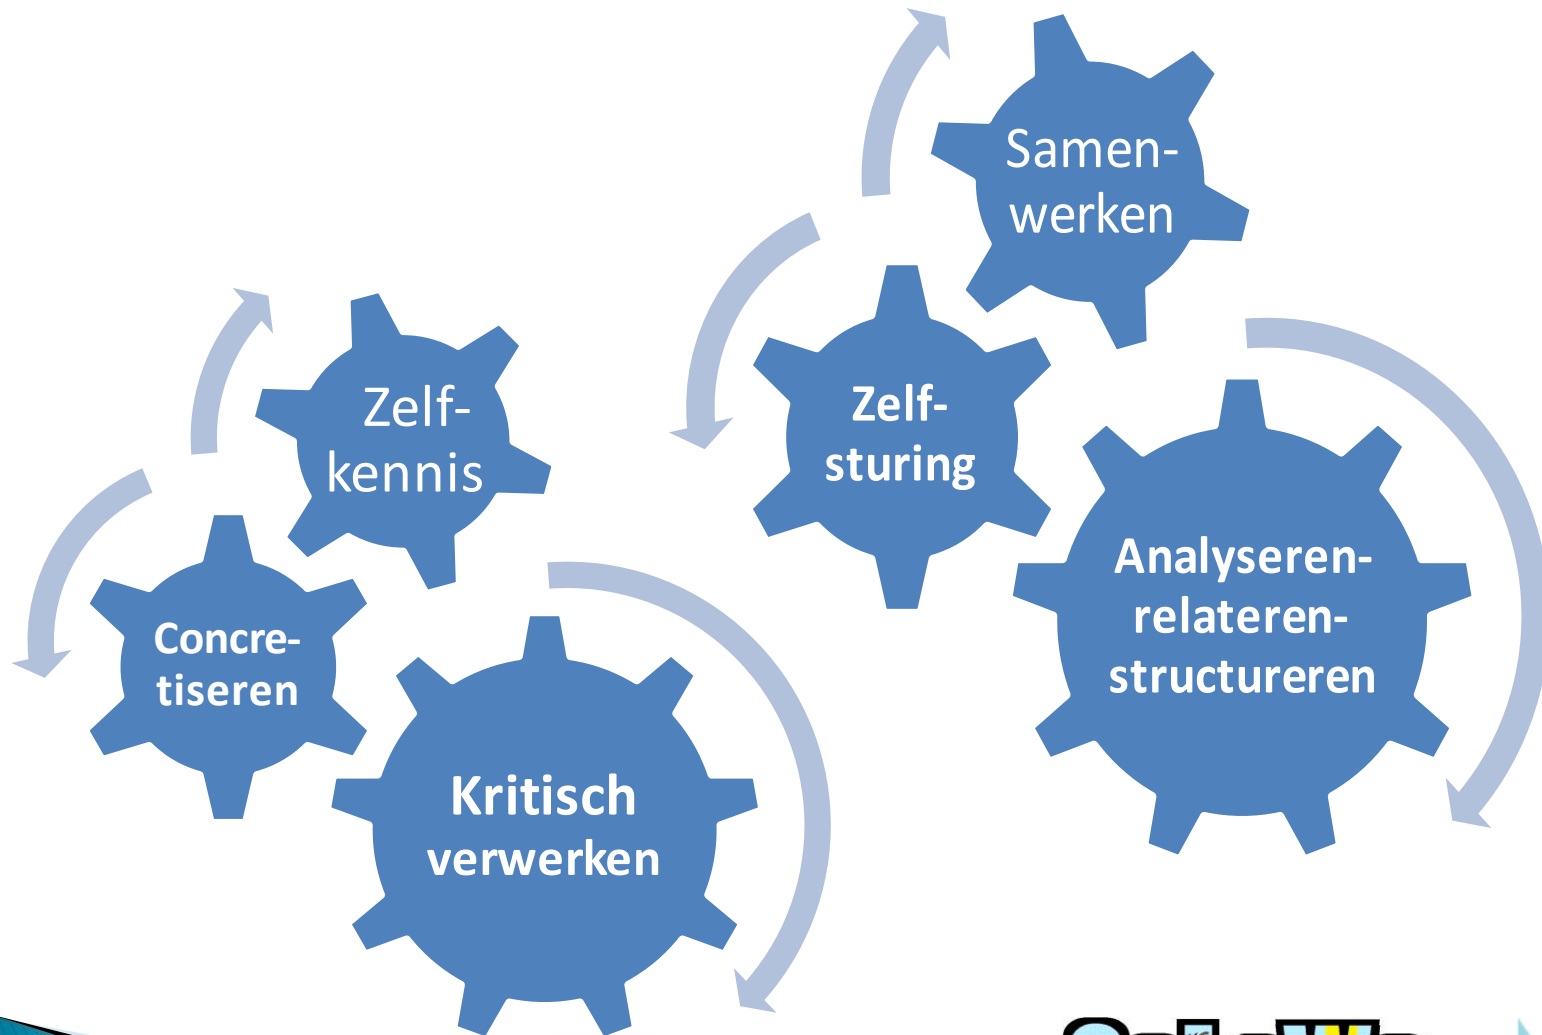 Samen-
werken
Zelf-
kennis
Zelf-
sturing
Analyseren-
relateren-
structureren
Concre-
tiseren
Kritisch
verwerken